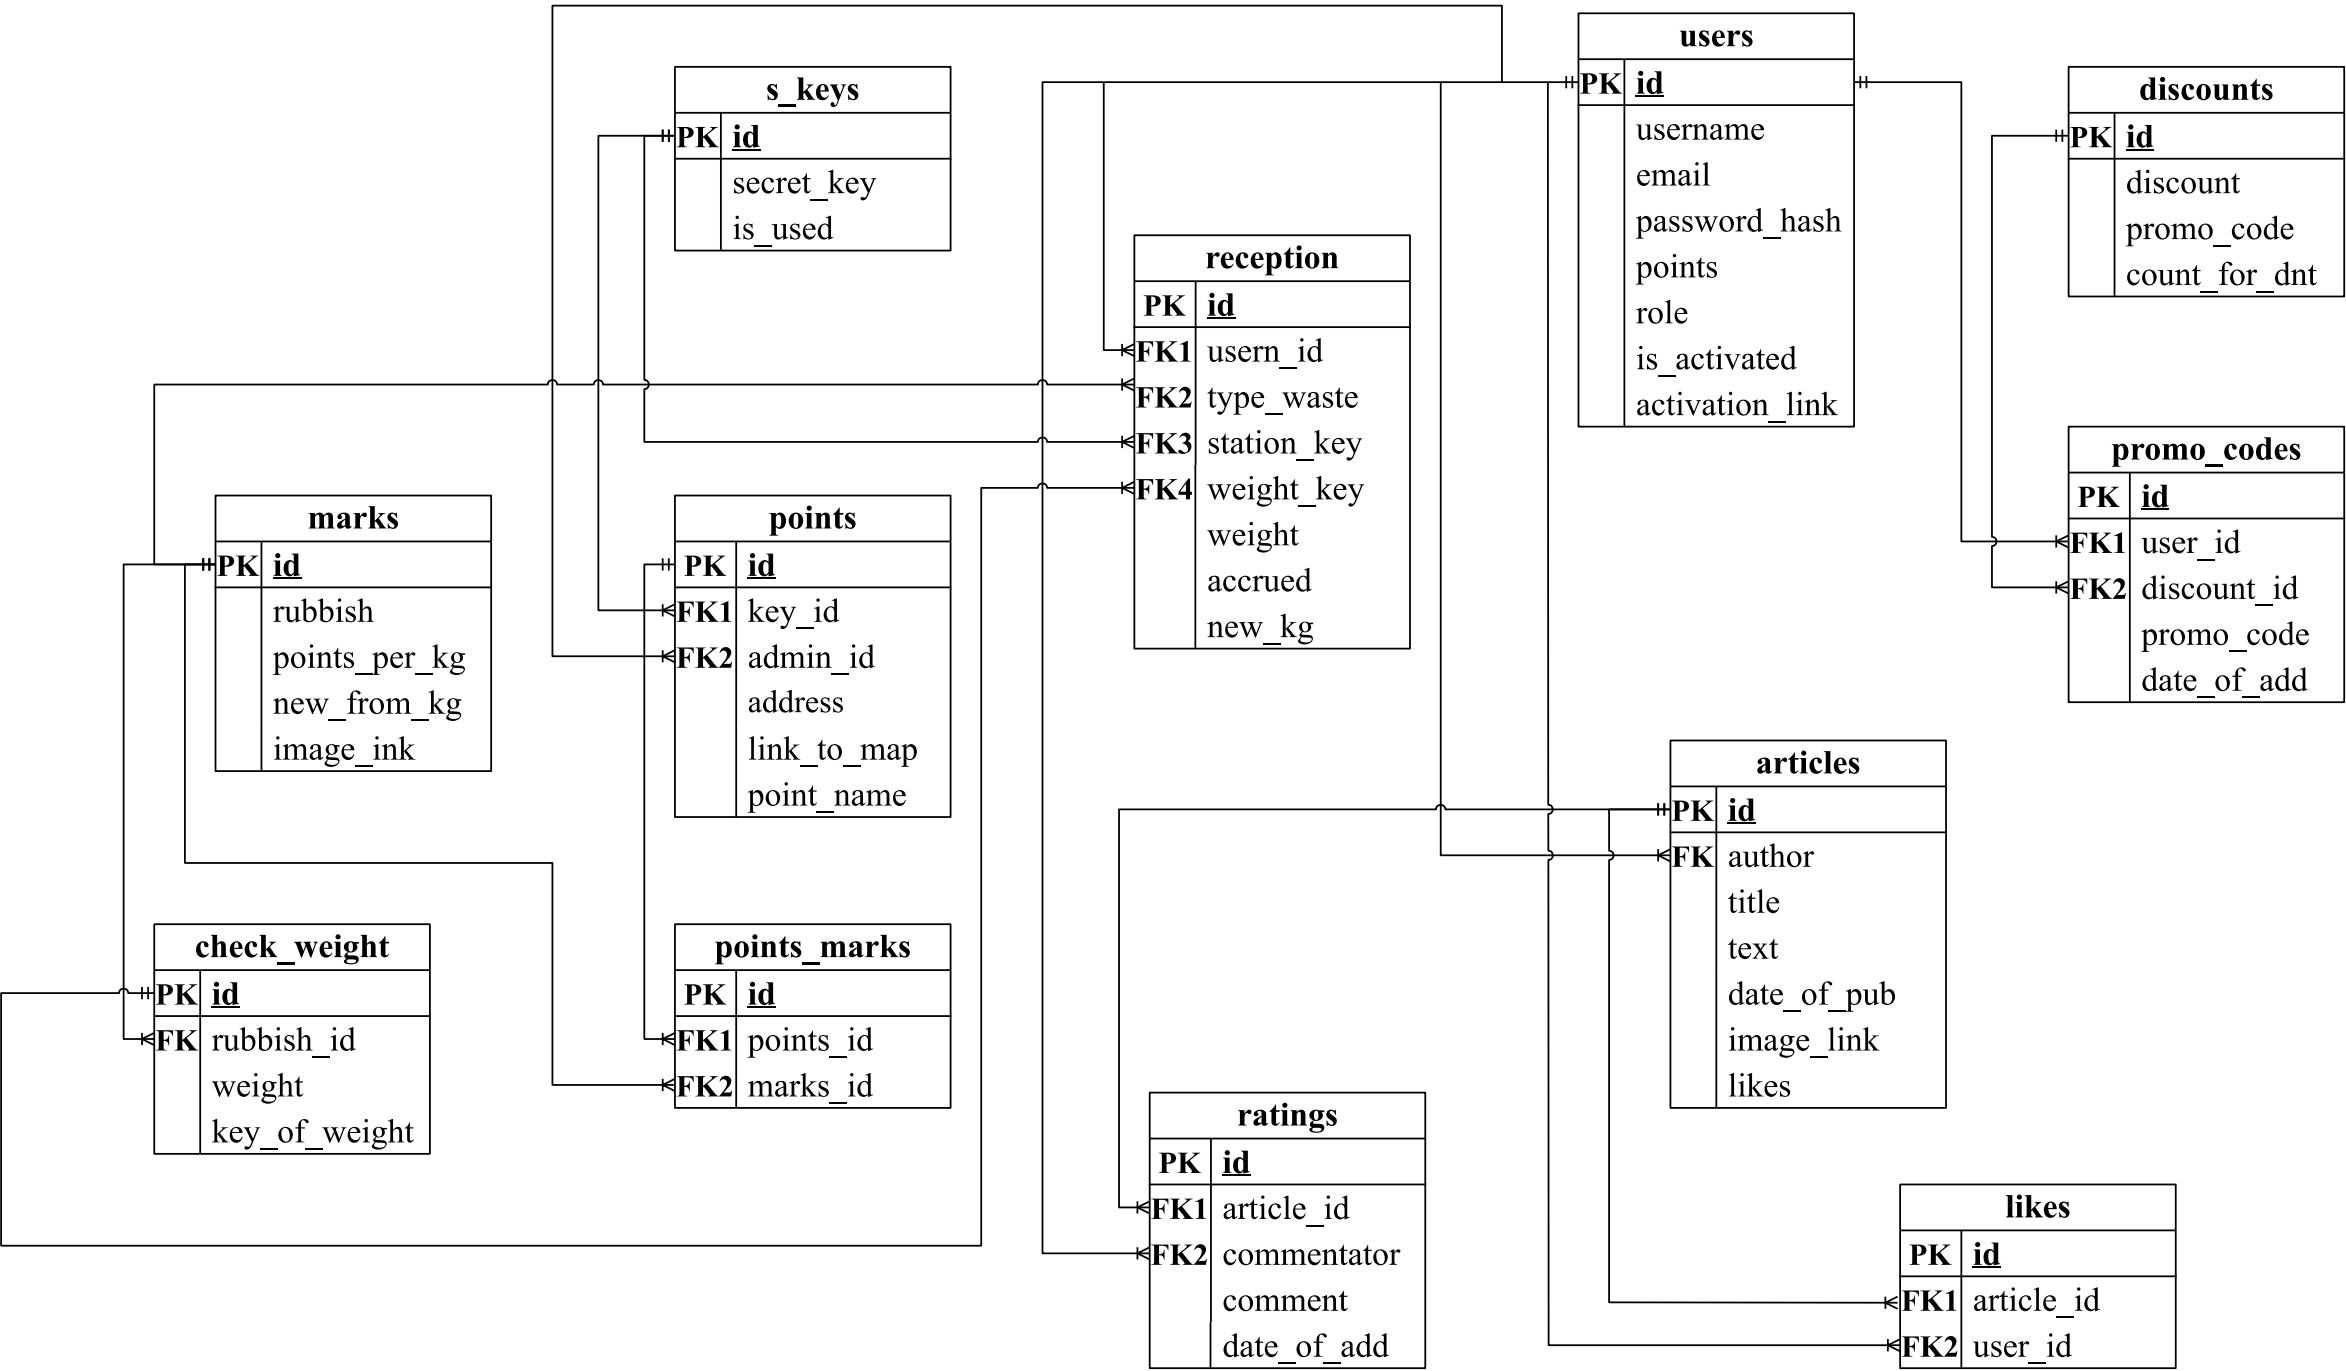 users
PK id
username
email
password_hash
points
role
is_activated
activation_link
s_keys
PK id
secret_key
is_used
discounts
PK id
discount
promo_code
count_for_dnt
reception
PK id
FK1 usern_id
FK2 type_waste
FK3 station_key
FK4 weight_key
weight
accrued
new_kg
promo_codes
PK id
FK1 user_id
FK2 discount_id
promo_code
date_of_add
marks
PK id
rubbish
points_per_kg
new_from_kg
image_ink
points
PK id
FK1 key_id
FK2 admin_id
address
link_to_map
point_name
articles
PK id
FK author
title
text
date_of_pub
image_link
likes
check_weight
PK id
FK rubbish_id
weight
key_of_weight
points_marks
PK id
FK1 points_id
FK2 marks_id
ratings
PK id
FK1 article_id
FK2 commentator
comment
date_of_add
likes
PK id
FK1 article_id
FK2 user_id